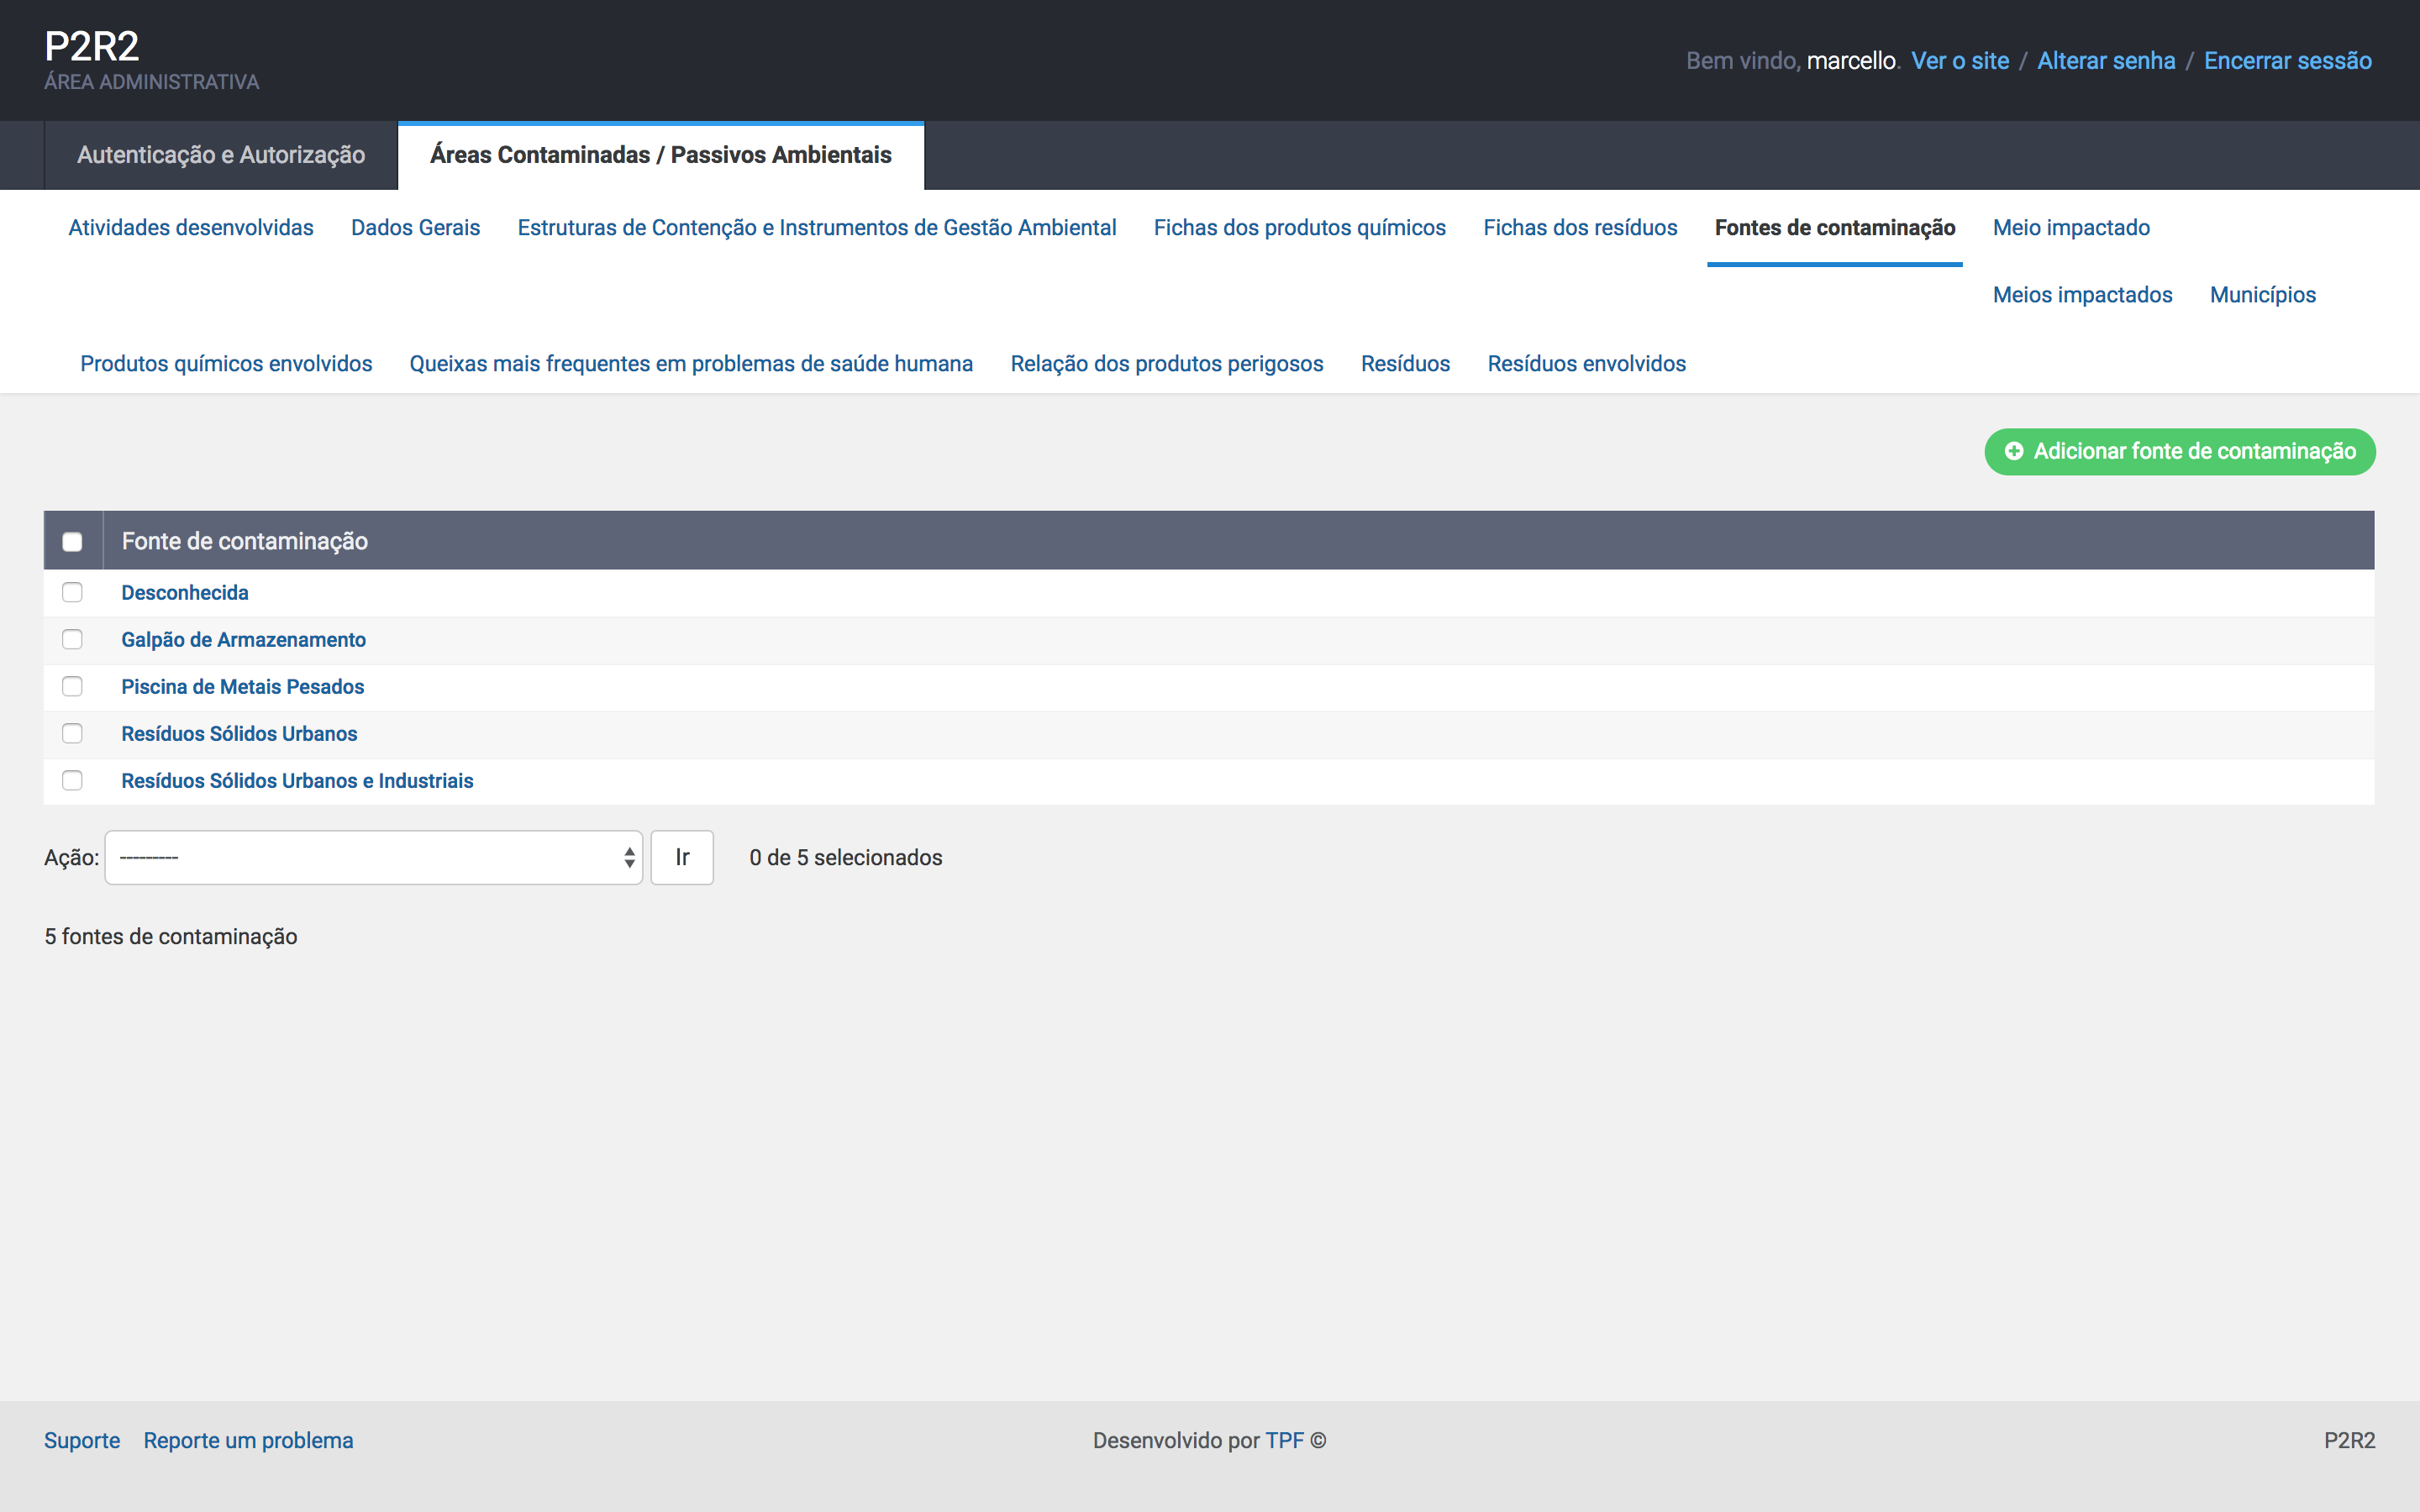 P2R2
ÁREA ADMINISTRATIVA
Bem vindo, marcello. Ver o site / Alterar senha / Encerrar sessão
Autenticação e Autorização
Áreas Contaminadas / Passivos Ambientais
Atividades desenvolvidas Dados Gerais Estruturas de Contenção e Instrumentos de Gestão Ambiental Fichas dos produtos químicos Fichas dos resíduos Fontes de contaminação Meio impactado
Meios impactados Municípios
Produtos químicos envolvidos Queixas mais frequentes em problemas de saúde humana Relação dos produtos perigosos Resíduos Resíduos envolvidos
Adicionar fonte de contaminação
Fonte de contaminação
Desconhecida
Galpão de Armazenamento
Piscina de Metais Pesados
Resíduos Sólidos Urbanos
Resíduos Sólidos Urbanos e Industriais
Ação: --------- Ir 0 de 5 selecionados
5 fontes de contaminação
Suporte Reporte um problema Desenvolvido por TPF © P2R2